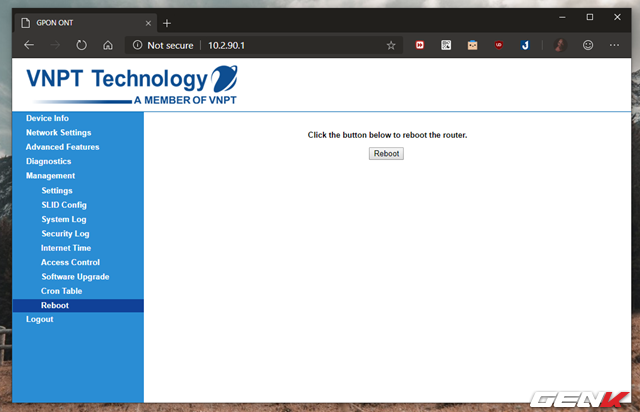 GPON ONT
Not secure
10.2.90.1
VNPT Technology
A MEMBER OF VNPT
Device Info
Network Settings
Advanced Features
Diagnostics
Management
Settings
SLID Config
System Log
Security Log
Internet Time
Access Control
Software Upgrade
Cron Table
Reboot
Logout
Click the button below to reboot the router.
Reboot
GENK